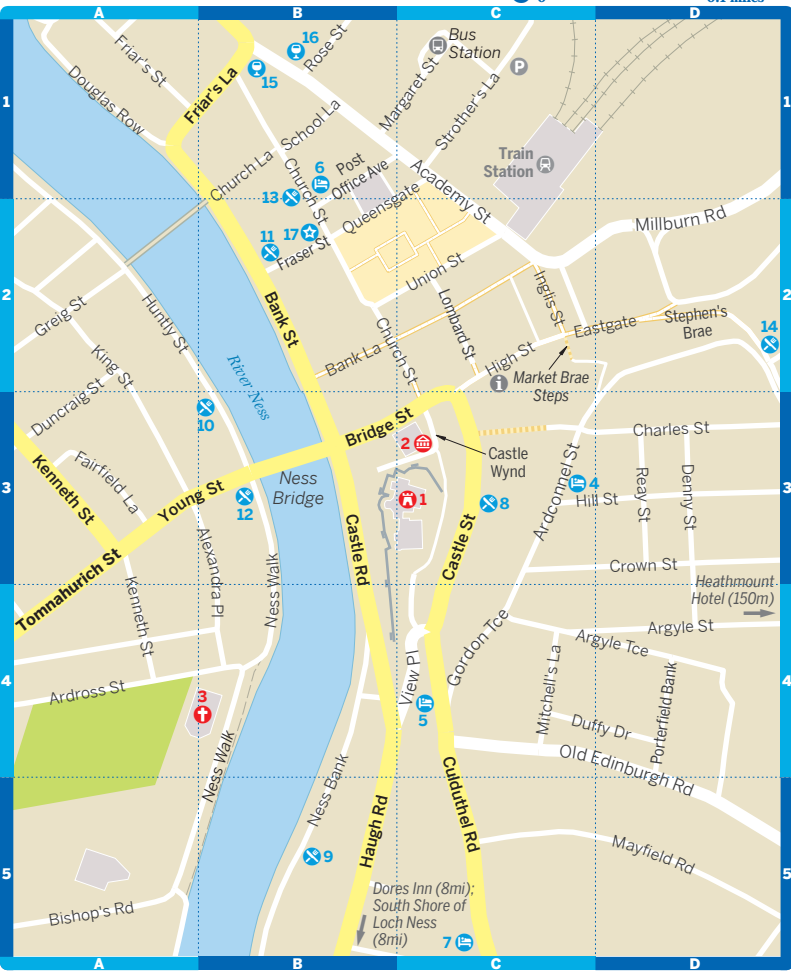 0.1 miles
A
B
C
D
1
2
3
4
5
1
2
3
4
5
A
B
C
D
Friar's St
Douglas Row
Friar's La
16
Rose St
15
Bus
Station
P
Margaret St
Strother's La
School La
Church La
Church St
6
Post
Office Ave
13
Academy St
Train
Station
Queensgate
17
11
Fraser St
Millburn Rd
Union St
Inglis St
Lombard St
Bank St
Huntly St
Greig St
Bank La
Church St
High St
Eastgate
Stephen's
Brae
14
i
Market Brae
Steps
King St
River Ness
Duncraig St
10
Bridge St
2
Castle
Wynd
Charles St
Kenneth St
Fairfield La
Young St
12
Ness
Bridge
1
8
4
Ardconnel St
Hill St
Reay St
Denny St
Castle Rd
Castle St
Tomnahurich St
Kenneth St
Alexandra Pl
Ness Walk
Crown St
Heathmount
Hotel (150m)
Gordon Tce
Argyle St
Argyle Tce
View Pl
Mitchell's La
Porterfield Bank
Ardross St
3
5
Duffy Dr
Old Edinburgh Rd
Ness Walk
Ness Bank
Haugh Rd
Culduthel Rd
Mayfield Rd
9
Bishop's Rd
Dores Inn (8mi);
South Shore of
Loch Ness
(8mi)
7